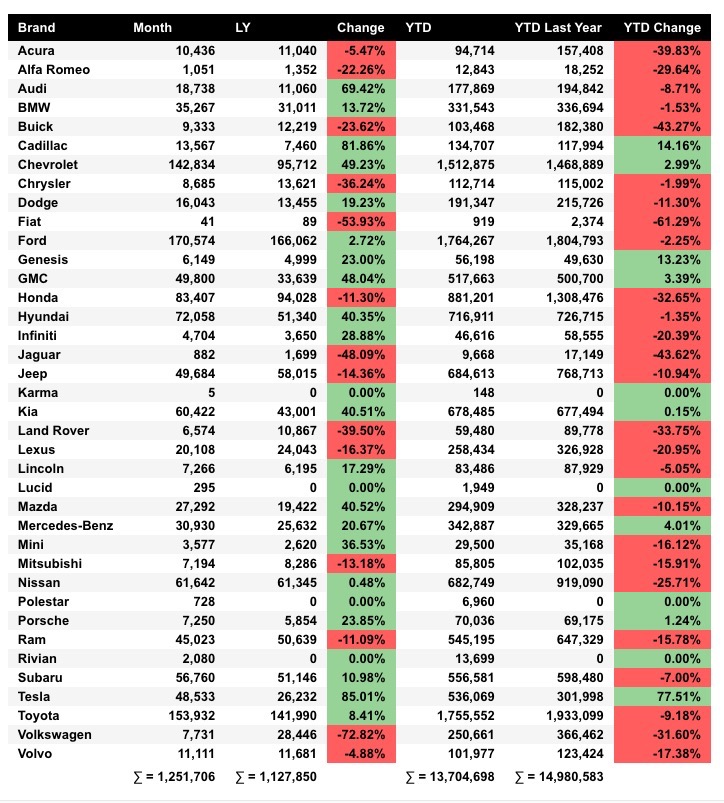 Brand Month LY Change YTD YTD Last Year YTD Change
Acura 10,436 11,040 -5.47% 94,714 157,408 -39.83%
Alfa Romeo 1,051 1,352 -22.26% 12,843 18,252 -29.64%
Audi 18,738 11,060 69.42% 177,869 194,842 -8.71%
BMW 35,267 31,011 13.72% 331,543 336,694 -1.53%
Buick 9,333 12,219 -23.62% 103,468 182,380 -43.27%
Cadillac 13,567 7,460 81.86% 134,707 117,994 14.16%
Chevrolet 142,834 95,712 49.23% 1,512,875 1,468,889 2.99%
Chrysler 8,685 13,621 -36.24% 112,714 115,002 -1.99%
Dodge 16,043 13,455 19.23% 191,347 215,726 -11.30%
Fiat 41 89 -53.93% 919 2,374 -61.29%
Ford 170,574 166,062 2.72% 1,764,267 1,804,793 -2.25%
Genesis 6,149 4,999 23.00% 56,198 49,630 13.23%
GMC 49,800 33,639 48.04% 517,663 500,700 3.39%
Honda 83,407 94,028 -11.30% 881,201 1,308,476 -32.65%
Hyundai 72,058 51,340 40.35% 716,911 726,715 -1.35%
Infiniti 4,704 3,650 28.88% 46,616 58,555 -20.39%
Jaguar 882 1,699 -48.09% 9,668 17,149 -43.62%
Jeep 49,684 58,015 -14.36% 684,613 768,713 -10.94%
Karma 5 0 0.00% 148 0 0.00%
Kia 60,422 43,001 40.51% 678,485 677,494 0.15%
Land Rover 6,574 10,867 -39.50% 59,480 89,778 -33.75%
Lexus 20,108 24,043 -16.37% 258,434 326,928 -20.95%
Lincoln 7,266 6,195 17.29% 83,486 87,929 -5.05%
Lucid 295 0 0.00% 1,949 0 0.00%
Mazda 27,292 19,422 40.52% 294,909 328,237 -10.15%
Mercedes-Benz 30,930 25,632 20.67% 342,887 329,665 4.01%
Mini 3,577 2,620 36.53% 29,500 35,168 -16.12%
Mitsubishi 7,194 8,286 -13.18% 85,805 102,035 -15.91%
Nissan 61,642 61,345 0.48% 682,749 919,090 -25.71%
Polestar 728 0 0.00% 6,960 0 0.00%
Porsche 7,250 5,854 23.85% 70,036 69,175 1.24%
Ram 45,023 50,639 -11.09% 545,195 647,329 -15.78%
Rivian 2,080 0 0.00% 13,699 0 0.00%
Subaru 56,760 51,146 10.98% 556,581 598,480 -7.00%
Tesla 48,533 26,232 85.01% 536,069 301,998 77.51%
Toyota 153,932 141,990 8.41% 1,755,552 1,933,099 -9.18%
Volkswagen 7,731 28,446 -72.82% 250,661 366,462 -31.60%
Volvo 11,111 11,681 -4.88% 101,977 123,424 -17.38%
∑ = 1,251,706 ∑ = 1,127,850 ∑ = 13,704,698 ∑ = 14,980,583